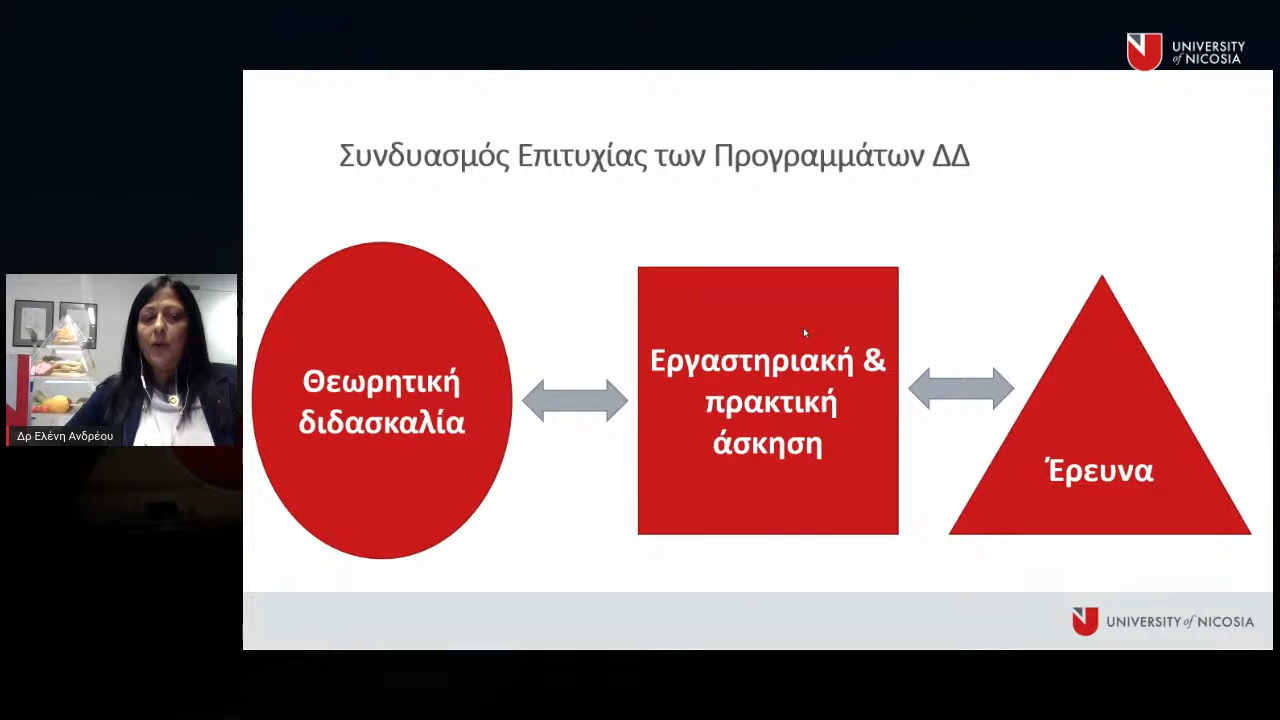 UNIVERSITY
of NICOSIA
Συνδυασμός Επιτυχίας των Προγραμμάτων ΔΔ
Θεωρητική
διδασκαλία
Εργαστηριακή &
πρακτική
άσκηση
Έρευνα
Δρ Ελένη Ανδρέου
UNIVERSITY of NICOSIA